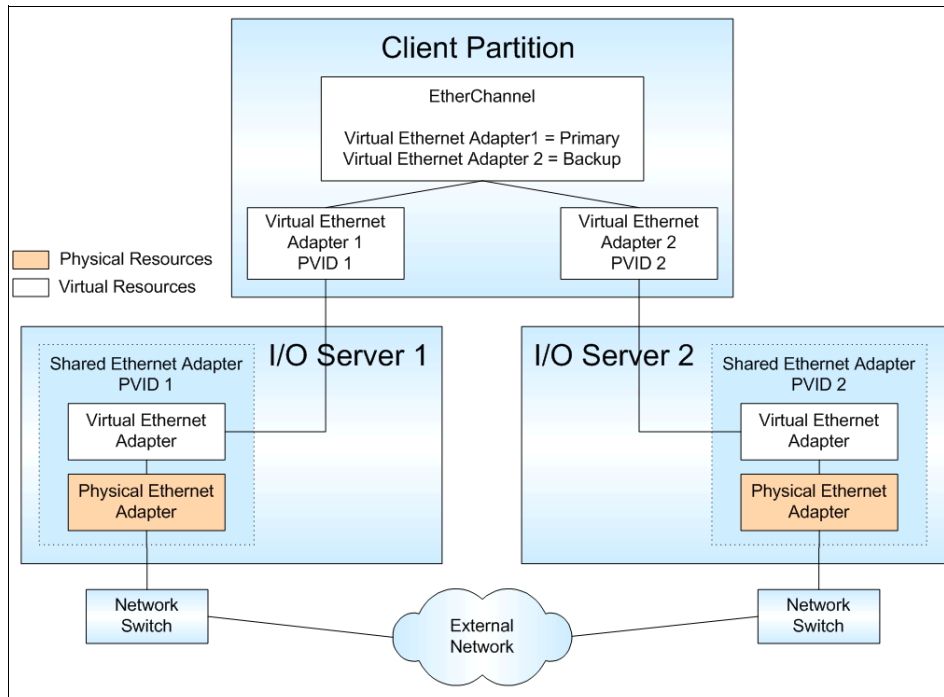 Client Partition
EtherChannel
Virtual Ethernet Adapter1 = Primary
Virtual Ethernet Adapter 2 = Backup
Virtual Ethernet
Adapter 1
PVID 1
Virtual Ethernet
Adapter 2
PVID 2
Physical Resources
Virtual Resources
I/O Server 1
Shared Ethernet Adapter
PVID 1
Virtual Ethernet
Adapter
Physical Ethernet
Adapter
I/O Server 2
Shared Ethernet Adapter
PVID 2
Virtual Ethernet
Adapter
Physical Ethernet
Adapter
Network
Switch
External
Network
Network
Switch